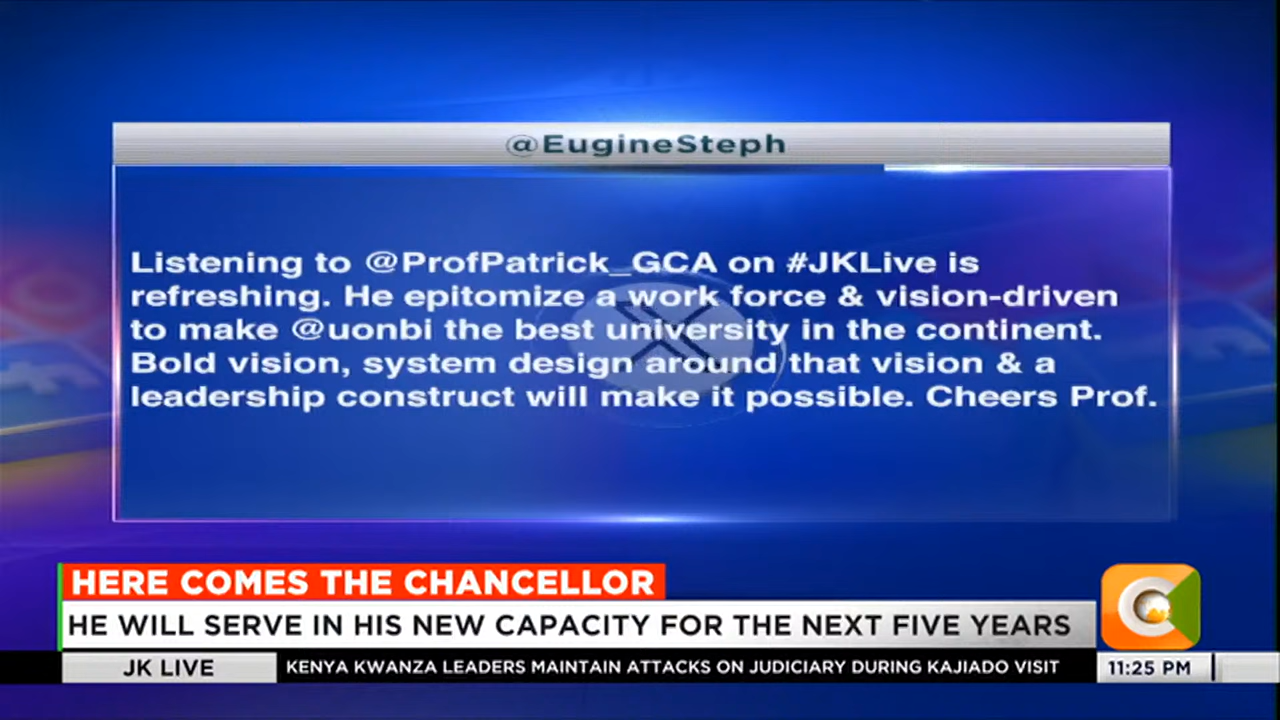 @EugineSteph
Listening to @ProfPatrick_GCA on #JKLive is
refreshing. He epitomize a work force & vision-driven
to make @uonbi the best university in the continent.
Bold vision, system design around that vision & a
leadership construct will make it possible. Cheers Prof.
HERE COMES THE CHANCELLOR
HE WILL SERVE IN HIS NEW CAPACITY FOR THE NEXT FIVE YEARS
JK LIVE KENYA KWANZA LEADERS MAINTAIN ATTACKS ON JUDICIARY DURING KAJIADO VISIT 11:25 PM